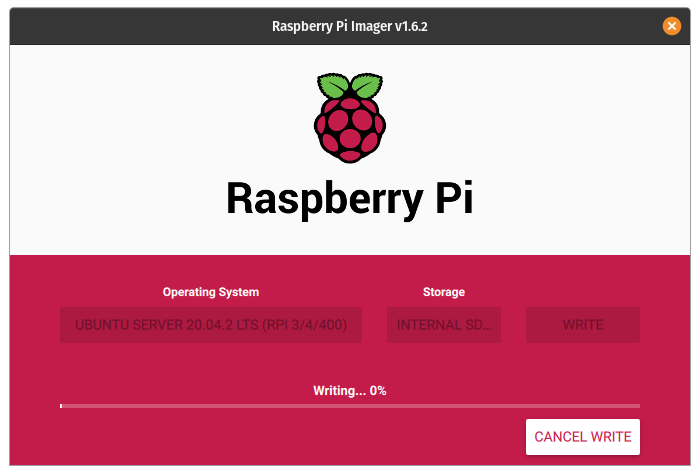 Raspberry Pi Imager v1.6.2
Raspberry Pi
Operating System Storage
UBUNTU SERVER 20.04.2 LTS (RPI 3/4/400) INTERNAL SD... WRITE
Writing... 0%
CANCEL WRITE